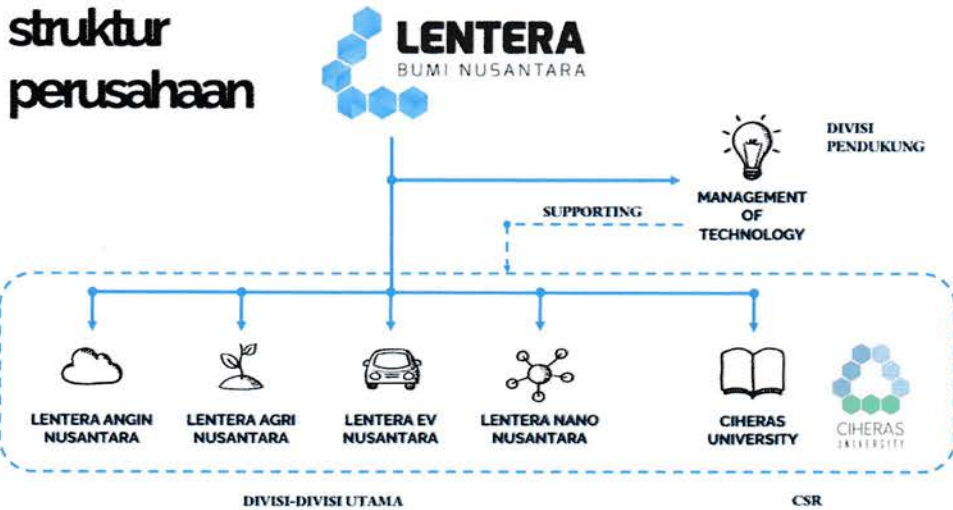 struktur
perusahaan
LENTERA
BUMI NUSANTARA
DIVISI
PENDUKUNG
MANAGEMENT
OF
TECHNOLOGY
SUPPORTING
LENTERA ANGIN
NUSANTARA
LENTERA AGRI
NUSANTARA
LENTERA EV
NUSANTARA
LENTERA NANO
NUSANTARA
CIHERAS
UNIVERSITY
CIHERAS
UNIVERSITY
DIVISI-DIVISI UTAMA
CSR